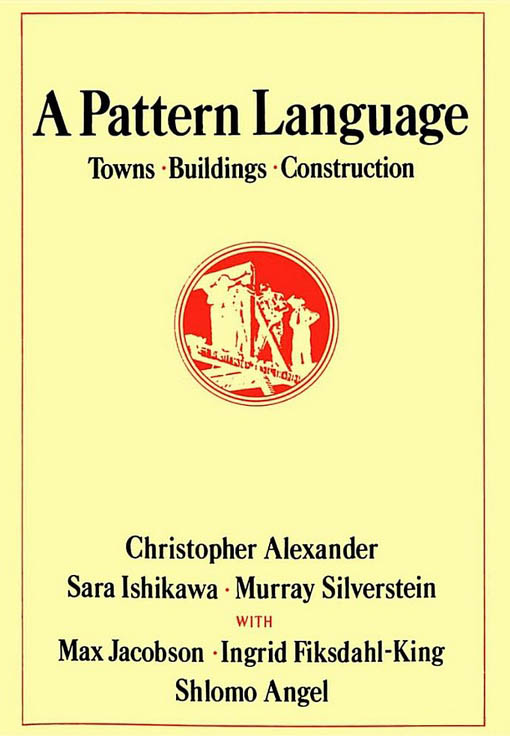 A Pattern Language
Towns · Buildings · Construction
Christopher Alexander
Sara Ishikawa · Murray Silverstein
WITH
Max Jacobson · Ingrid Fiksdahl-King
Shlomo Angel